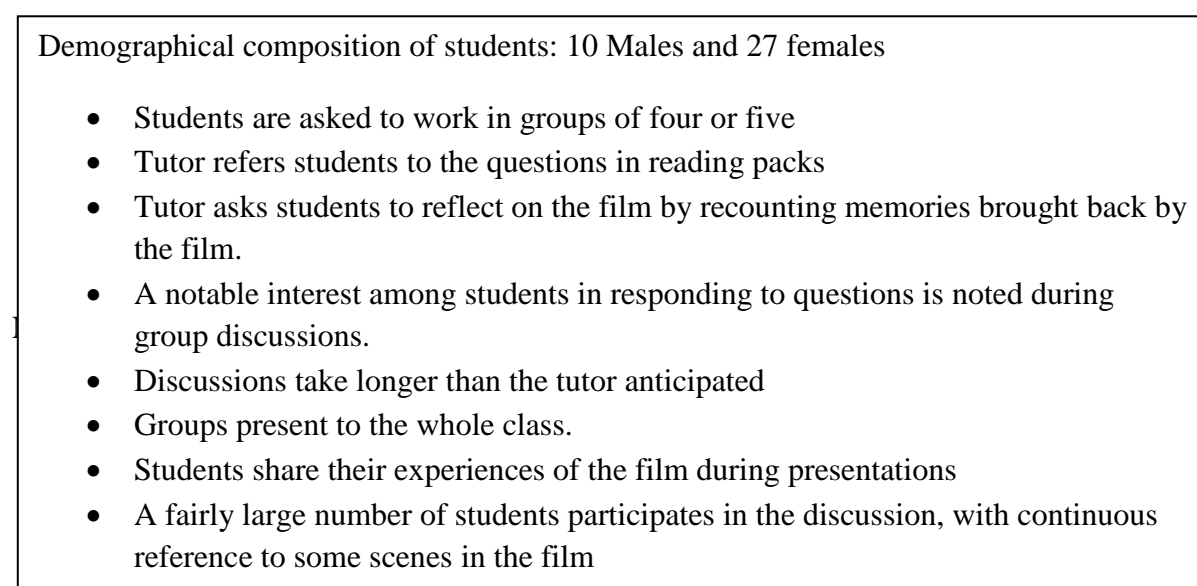 Demographical composition of students: 10 Males and 27 females
• Students are asked to work in groups of four or five
• Tutor refers students to the questions in reading packs
• Tutor asks students to reflect on the film by recounting memories brought back by
the film.
• A notable interest among students in responding to questions is noted during
group discussions.
• Discussions take longer than the tutor anticipated
• Groups present to the whole class.
• Students share their experiences of the film during presentations
• A fairly large number of students participates in the discussion, with continuous
reference to some scenes in the film